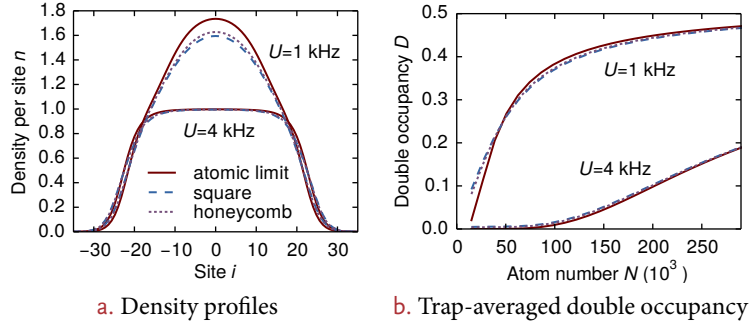 1.8
1.6
1.4
1.2
1.0
0.8
0.6
0.4
0.2
0.0
Density per site n
U=1 kHz
U=4 kHz
atomic limit
square
honeycomb
−30 −20 −10 0 10 20 30
Site i
a. Density profiles
0.5
0.4
0.3
0.2
0.1
0.0
Double occupancy D
U=1 kHz
U=4 kHz
0 50 100 150 200 250
Atom number N (10³)
b. Trap-averaged double occupancy